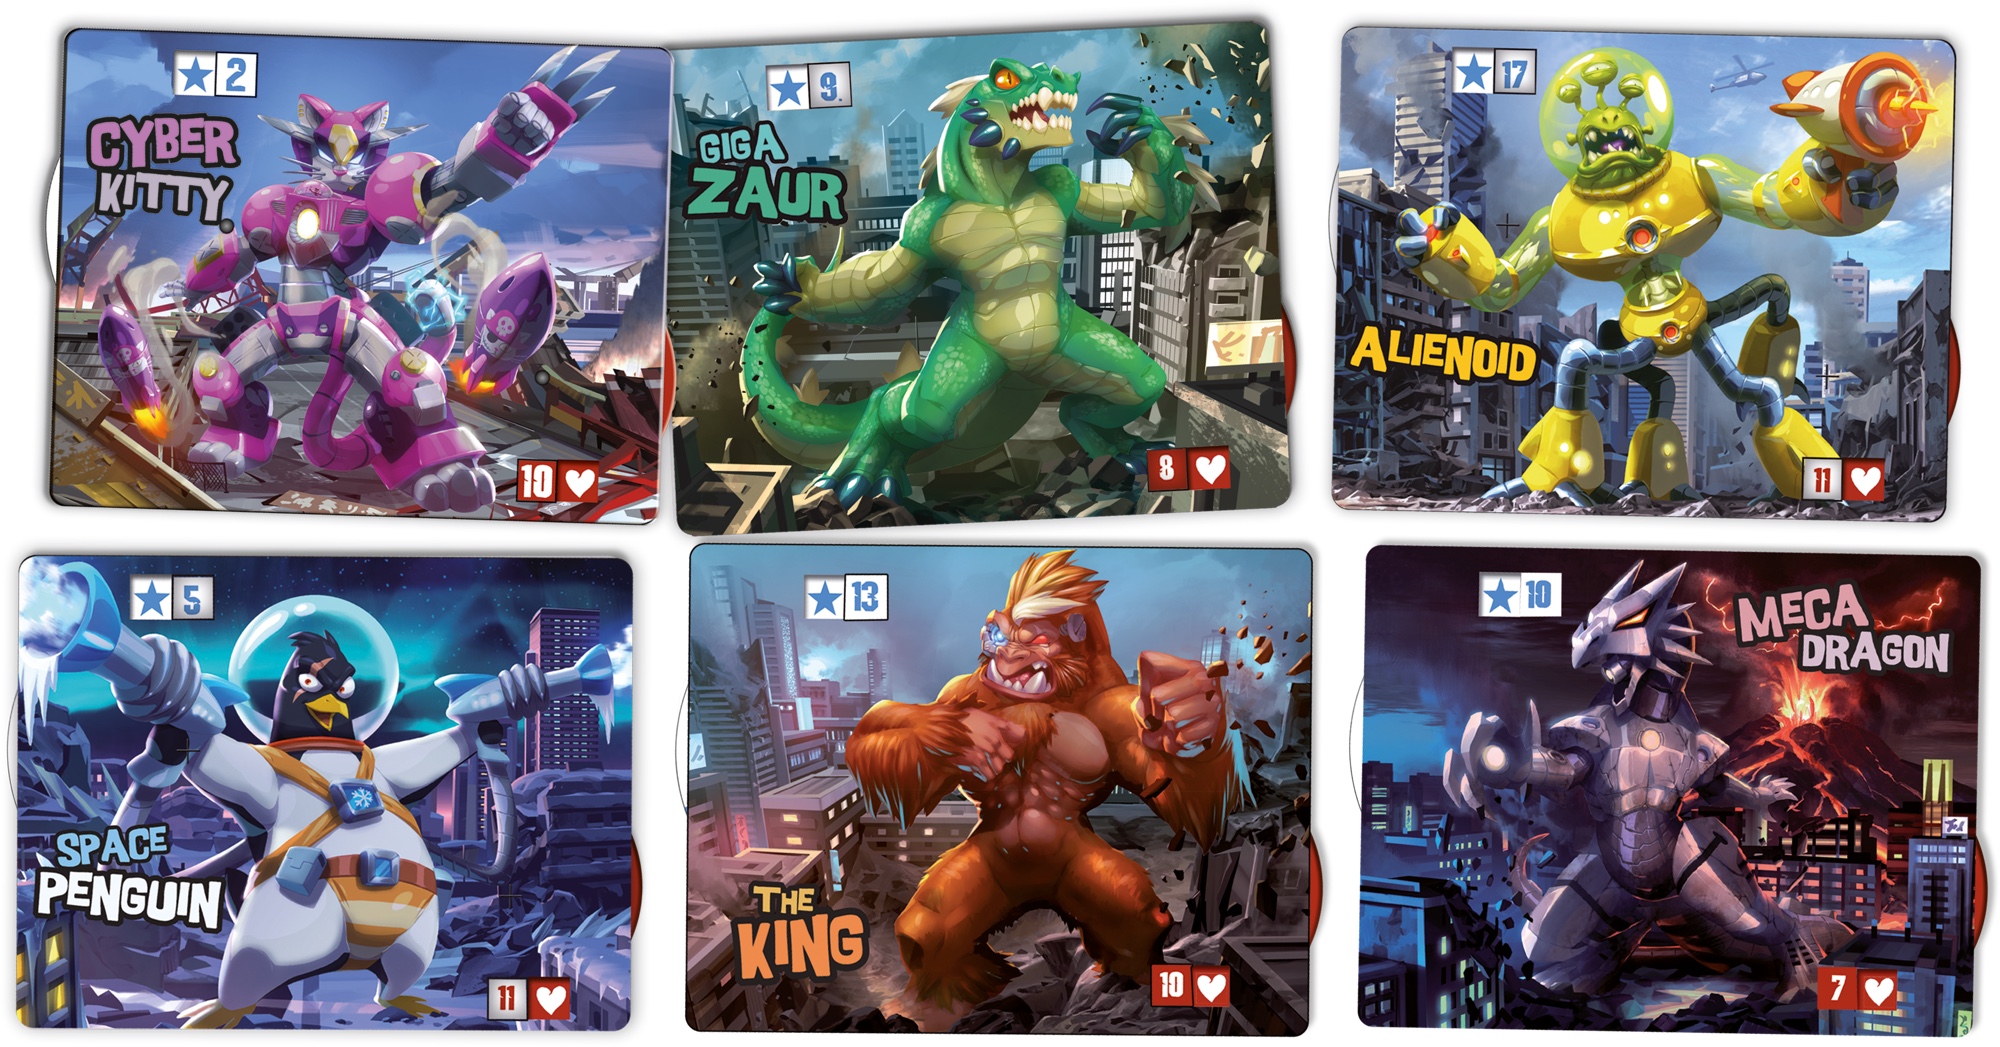 2
CYBER
KITTY
10
9
GIGA
ZAUR
8
17
ALIENOID
11
5
SPACE
PENGUIN
11
13
THE
KING
10
10
MECA
DRAGON
7